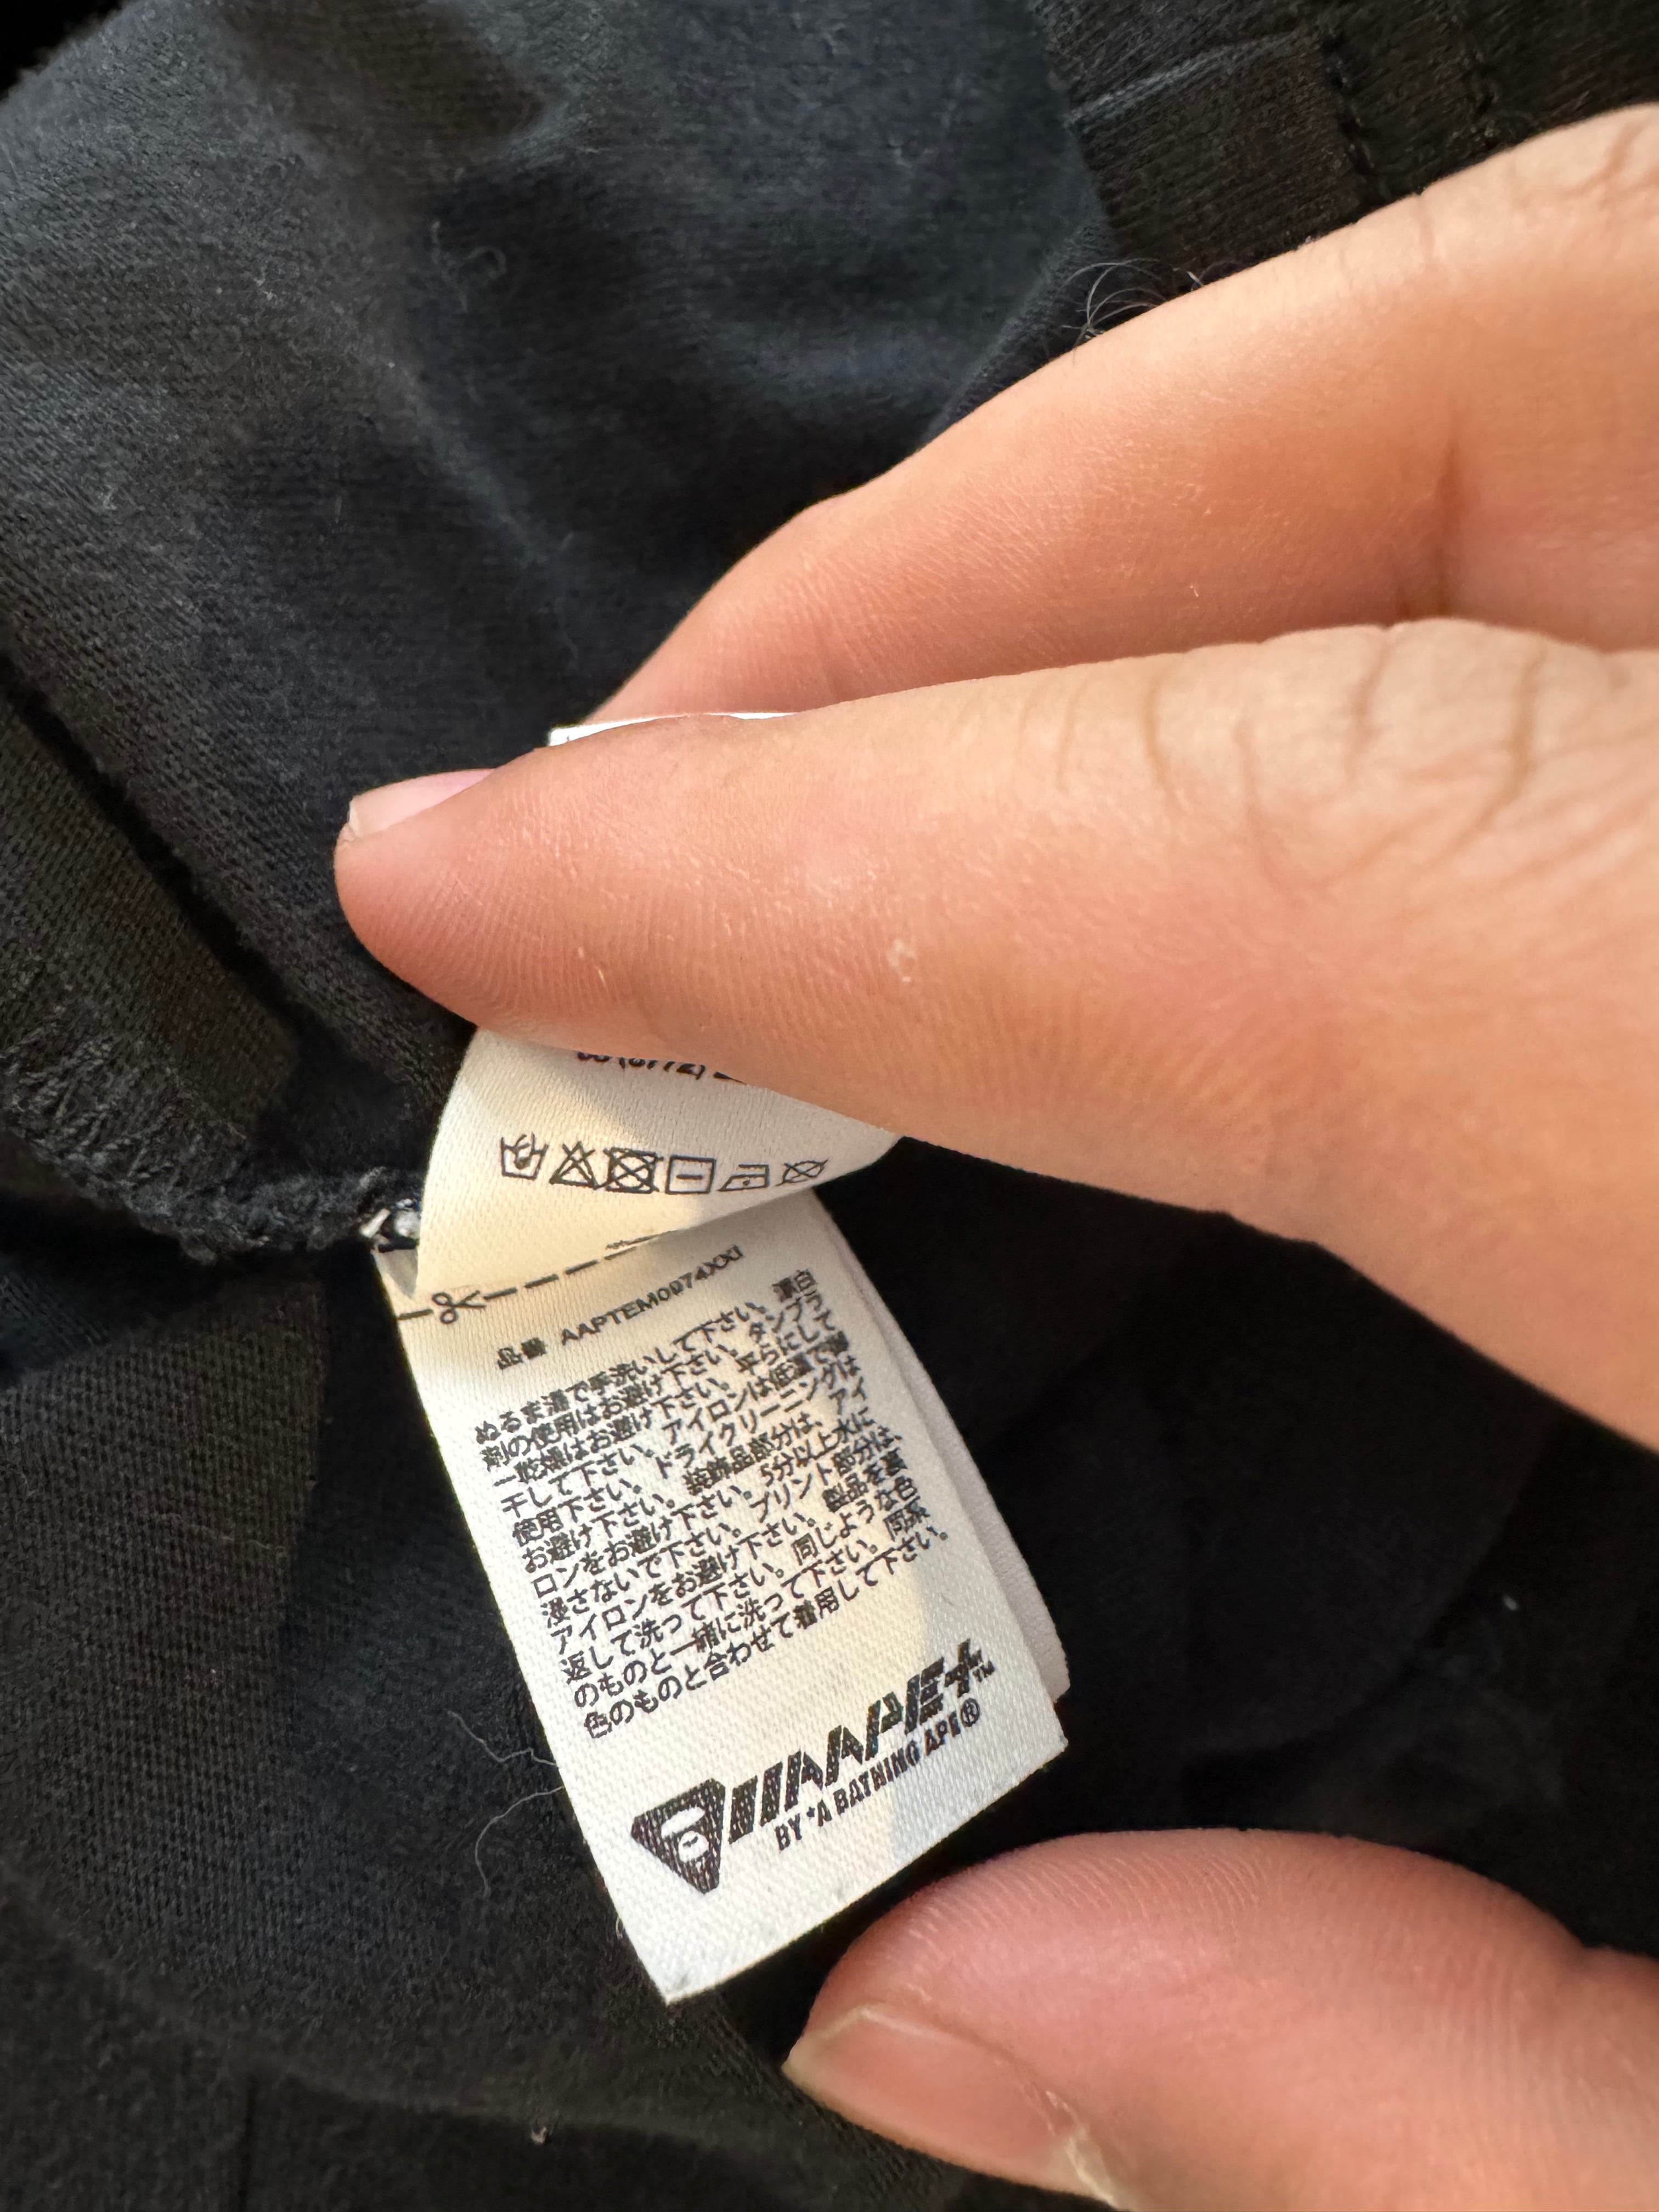 品番 AAPTEM0974XXI
ぬるま湯で手洗いして下さい。漂白
剤の使用はお避け下さい。タンブラ
ー乾燥はお避け下さい。平らにして
干して下さい。アイロンは低温で御
使用下さい。ドライクリーニングは
お避け下さい。装飾品部分は、アイ
ロンをお避け下さい。5分以上水に
浸さないで下さい。プリント部分は、
アイロンをお避け下さい。製品を裏
返して洗って下さい。同じような色
のものと一緒に洗って下さい。同系
色のものと合わせて着用して下さい。
AAPE+™
BY *A BATHING APE®